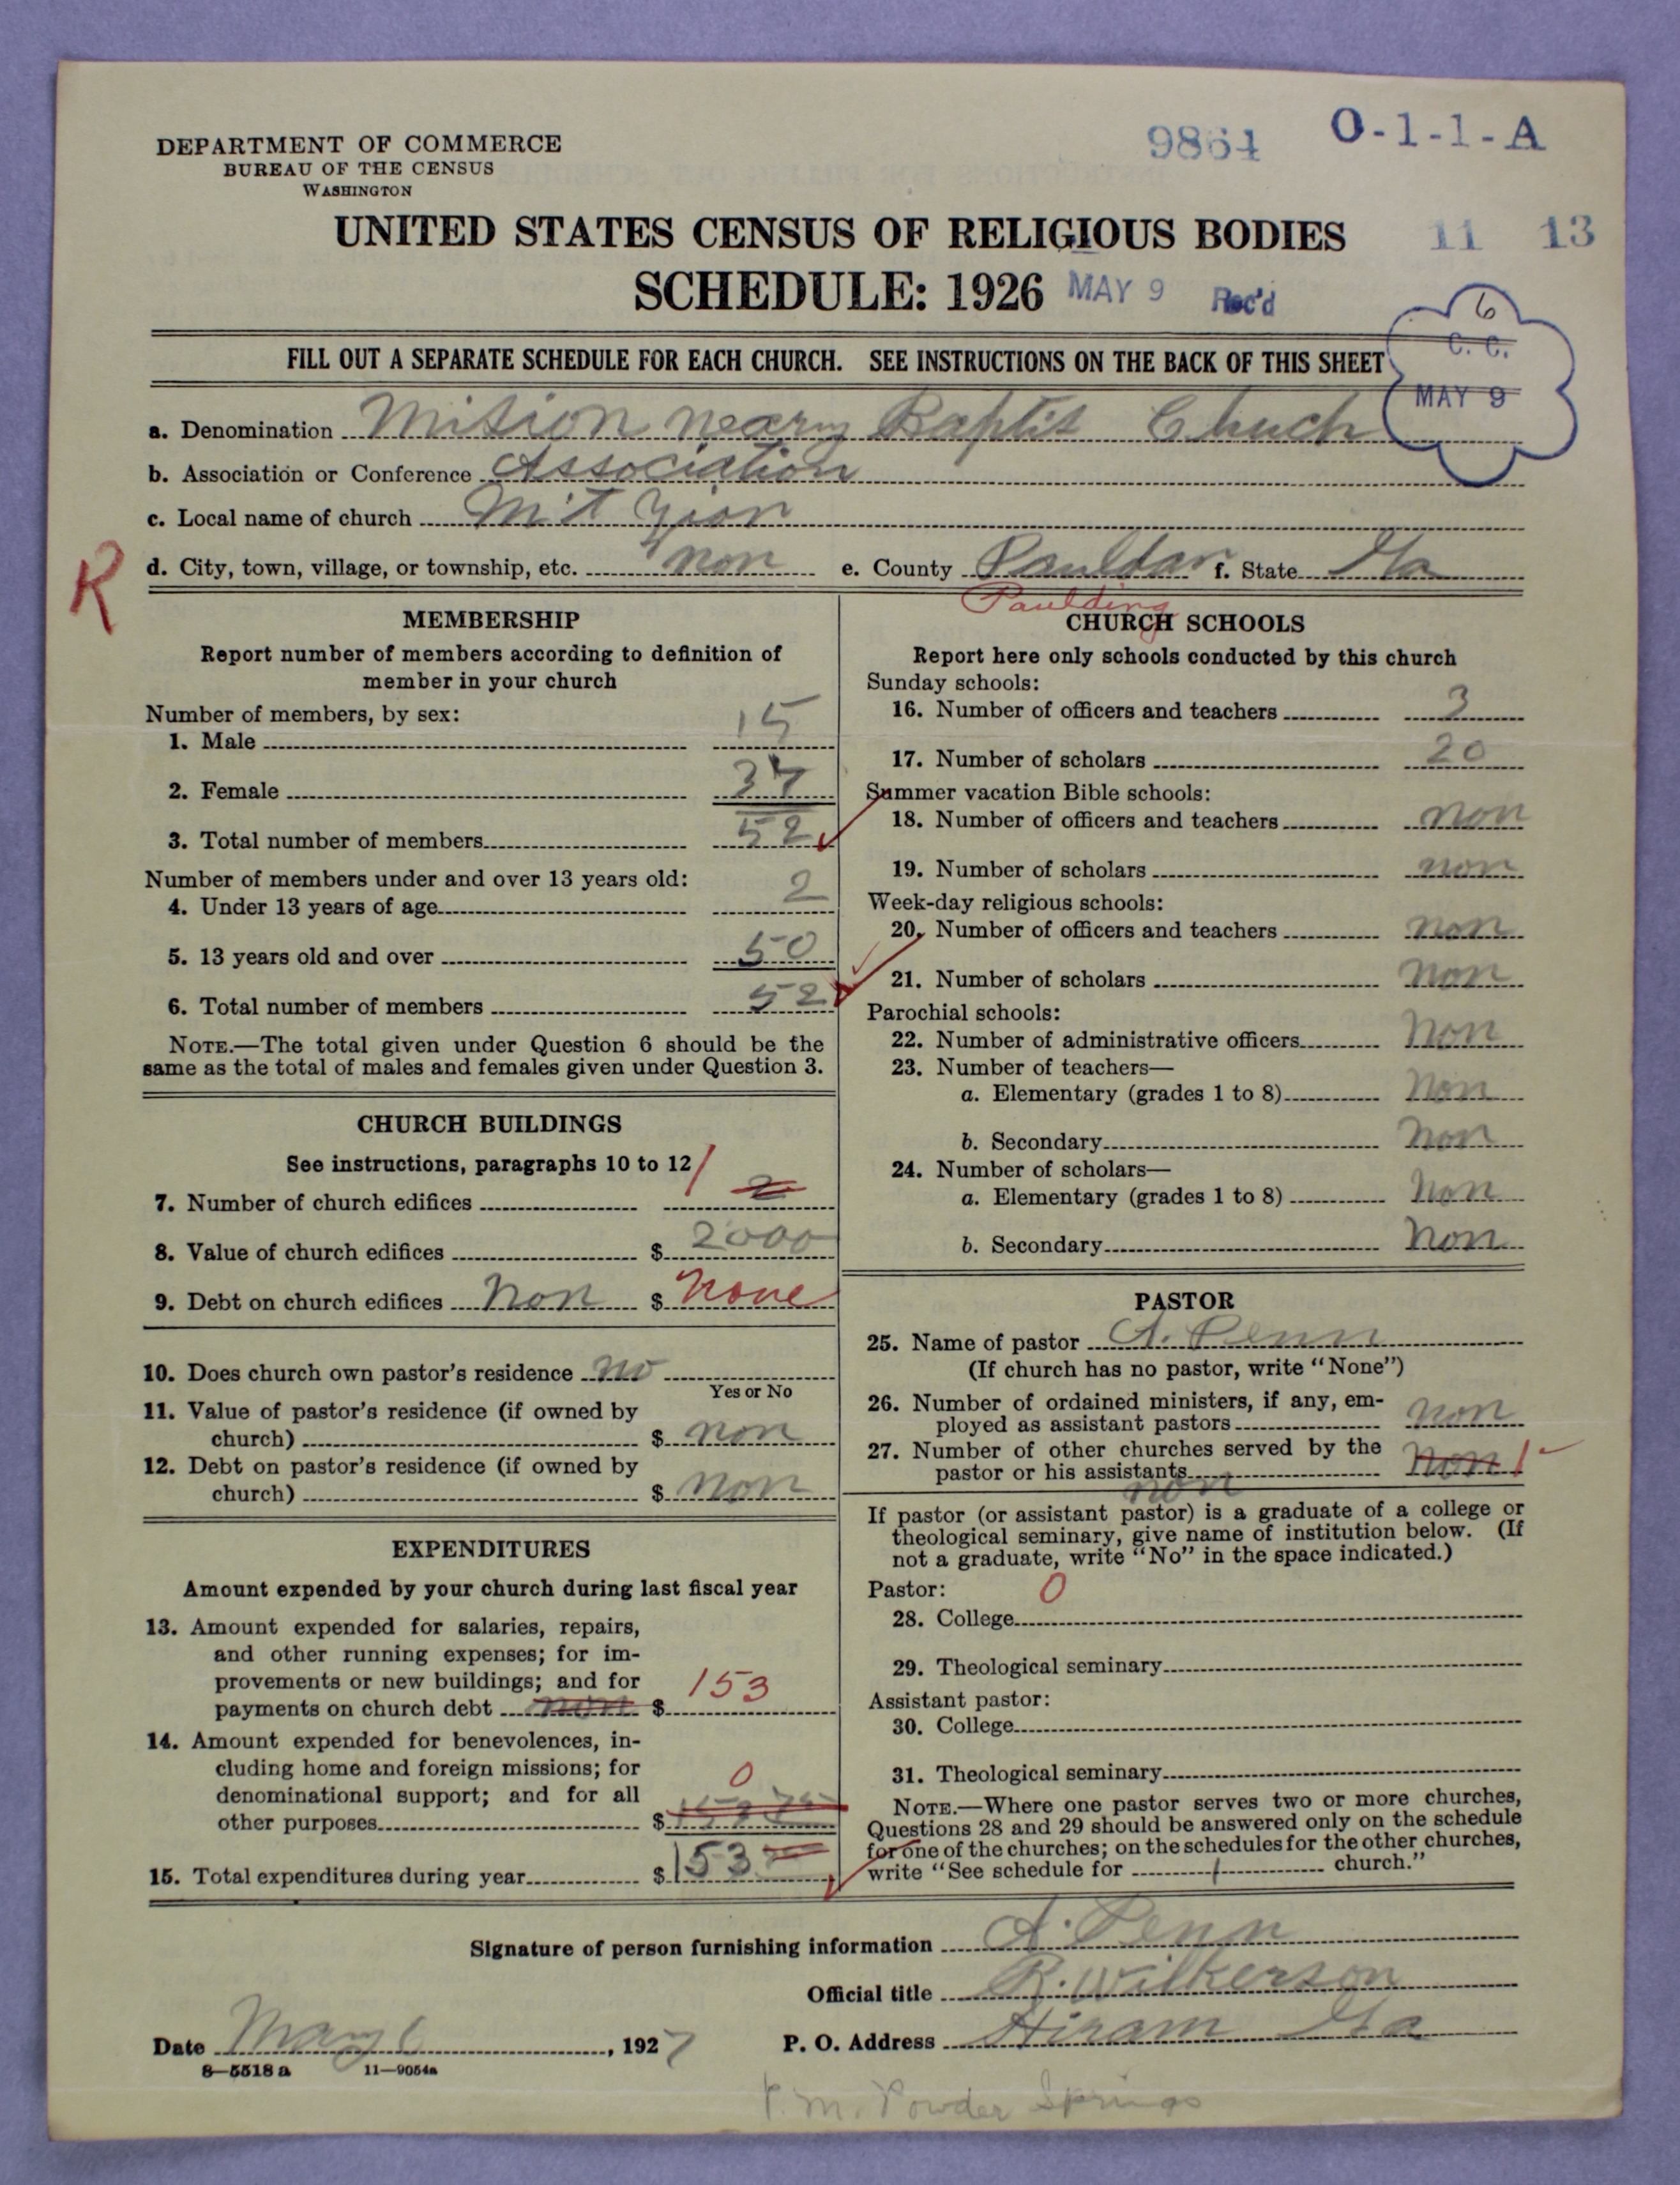 DEPARTMENT OF COMMERCE
BUREAU OF THE CENSUS
WASHINGTON
9864
O-1-1-A
UNITED STATES CENSUS OF RELIGIOUS BODIES
11 13
SCHEDULE: 1926
MAY 9 Rec'd
6
C. C.
MAY 9
FILL OUT A SEPARATE SCHEDULE FOR EACH CHURCH. SEE INSTRUCTIONS ON THE BACK OF THIS SHEET
a. Denomination Mision neary Baptis Chuch
b. Association or Conference Association
c. Local name of church M't Zion
R
d. City, town, village, or township, etc. non e. County Pauldan f. State Ga
Paulding
MEMBERSHIP
Report number of members according to definition of
member in your church
Number of members, by sex:
1. Male 15
2. Female 37
3. Total number of members 52
Number of members under and over 13 years old:
4. Under 13 years of age 2
5. 13 years old and over 50
6. Total number of members 52
NOTE.—The total given under Question 6 should be the
same as the total of males and females given under Question 3.
CHURCH BUILDINGS
See instructions, paragraphs 10 to 12
7. Number of church edifices 1 2
8. Value of church edifices $ 2000
9. Debt on church edifices Non $ None
10. Does church own pastor's residence no
Yes or No
11. Value of pastor's residence (if owned by
church) $ non
12. Debt on pastor's residence (if owned by
church) $ non
EXPENDITURES
Amount expended by your church during last fiscal year
13. Amount expended for salaries, repairs,
and other running expenses; for im-
provements or new buildings; and for
payments on church debt non $ 153
14. Amount expended for benevolences, in-
cluding home and foreign missions; for
denominational support; and for all
other purposes $ 0
15. Total expenditures during year $ 153
CHURCH SCHOOLS
Report here only schools conducted by this church
Sunday schools:
16. Number of officers and teachers 3
17. Number of scholars 20
Summer vacation Bible schools:
18. Number of officers and teachers non
19. Number of scholars non
Week-day religious schools:
20. Number of officers and teachers non
21. Number of scholars non
Parochial schools:
22. Number of administrative officers non
23. Number of teachers—
a. Elementary (grades 1 to 8) non
b. Secondary non
24. Number of scholars—
a. Elementary (grades 1 to 8) non
b. Secondary non
PASTOR
25. Name of pastor A. Penn
(If church has no pastor, write "None")
26. Number of ordained ministers, if any, em-
ployed as assistant pastors non
27. Number of other churches served by the
pastor or his assistants non 1
non
If pastor (or assistant pastor) is a graduate of a college or
theological seminary, give name of institution below. (If
not a graduate, write "No" in the space indicated.)
Pastor: 0
28. College
29. Theological seminary
Assistant pastor:
30. College
31. Theological seminary
NOTE.—Where one pastor serves two or more churches,
Questions 28 and 29 should be answered only on the schedule
for one of the churches; on the schedules for the other churches,
write "See schedule for church."
Signature of person furnishing information A. Penn
Official title R. Wilkerson
Date May 6, 1927 P. O. Address Hiram Ga
8—5518 a 11—9054a
P. M. Powder Springs